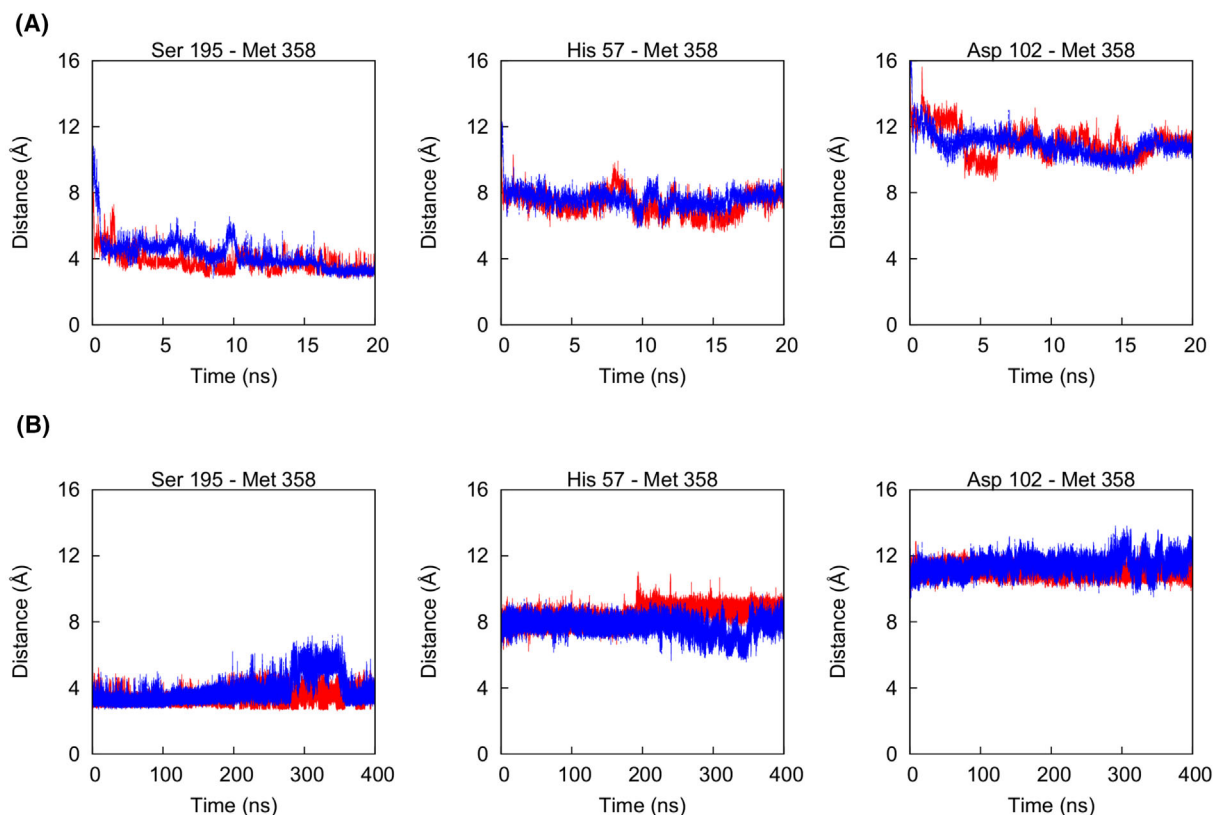 (A)
Ser 195 - Met 358
His 57 - Met 358
Asp 102 - Met 358
16
12
8
4
0
Distance (Å)
0 5 10 15 20
Time (ns)
16
12
8
4
0
Distance (Å)
0 5 10 15 20
Time (ns)
16
12
8
4
0
Distance (Å)
0 5 10 15 20
Time (ns)
(B)
Ser 195 - Met 358
His 57 - Met 358
Asp 102 - Met 358
16
12
8
4
0
Distance (Å)
0 100 200 300 400
Time (ns)
16
12
8
4
0
Distance (Å)
0 100 200 300 400
Time (ns)
16
12
8
4
0
Distance (Å)
0 100 200 300 400
Time (ns)